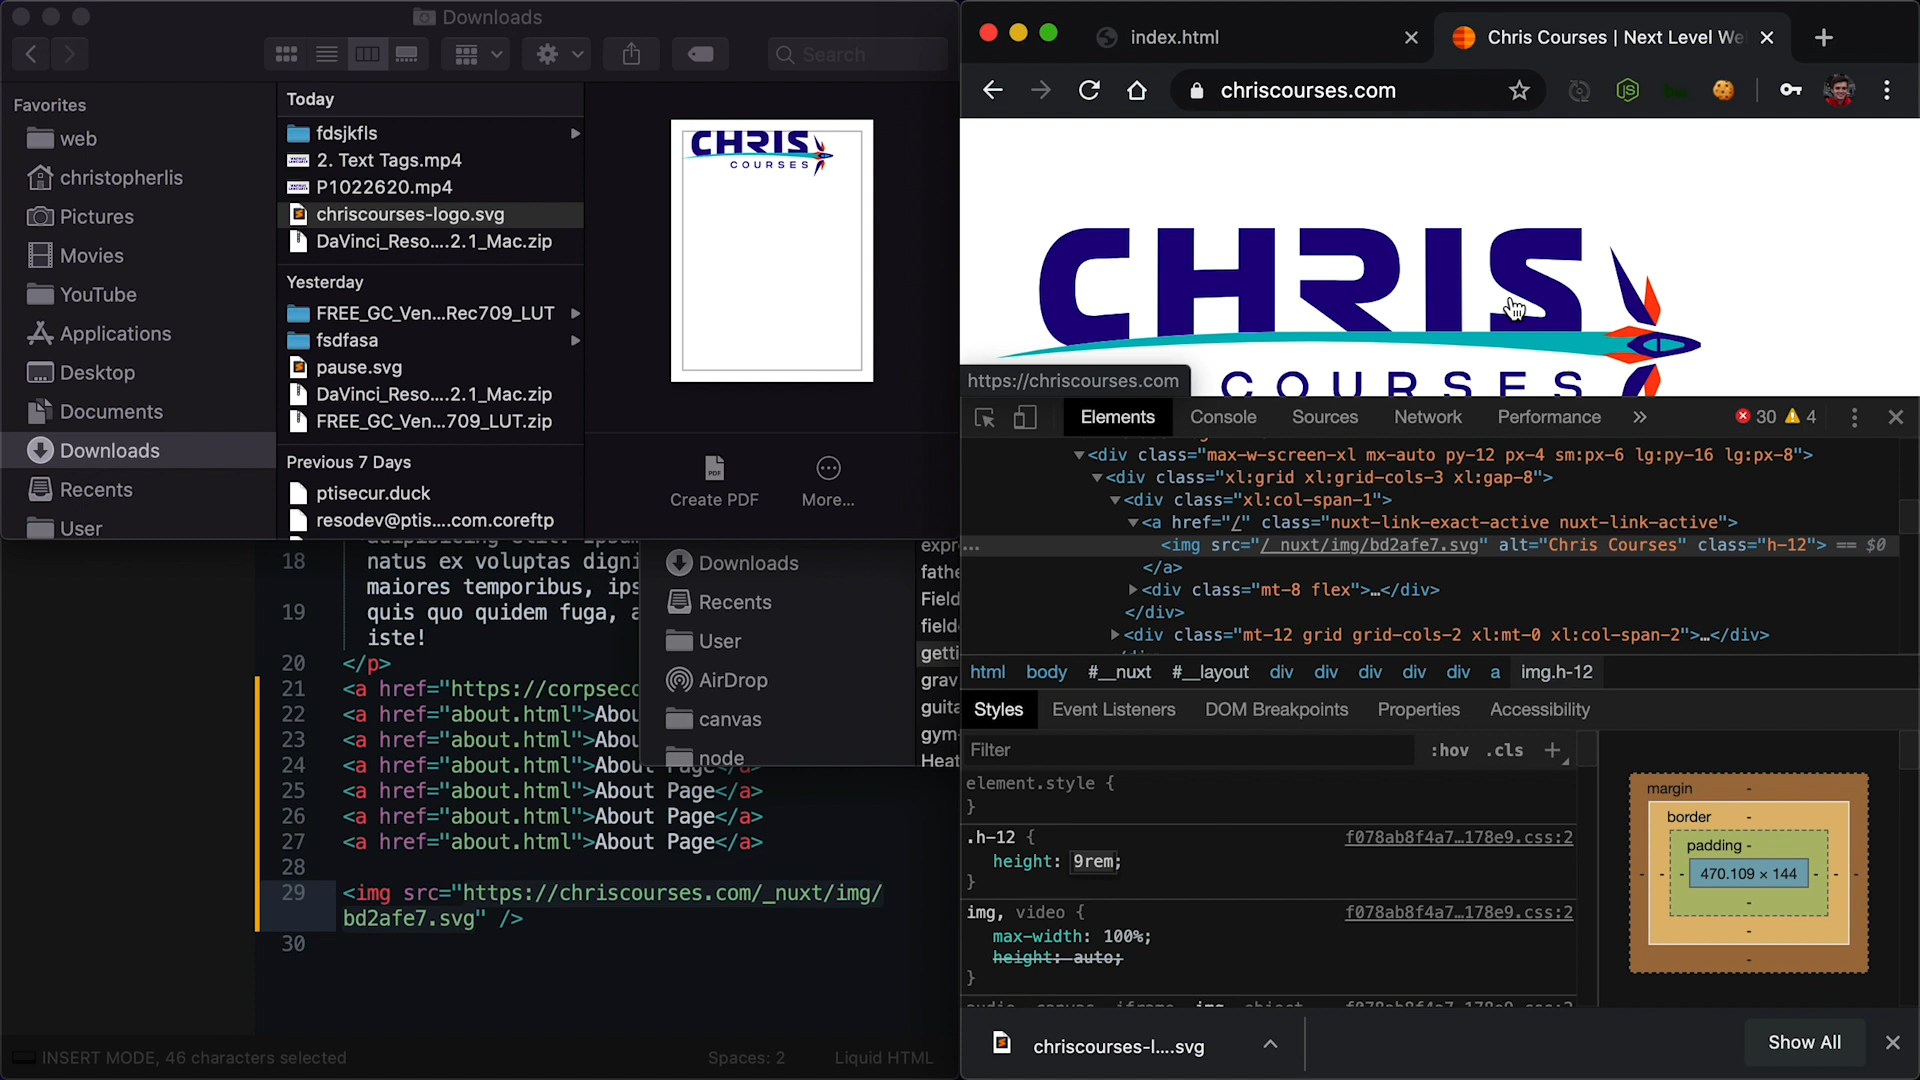 Downloads
Search
Favorites
web
christopherlis
Pictures
Movies
YouTube
Applications
Desktop
Documents
Downloads
Recents
User
Today
fdsjkfls
2. Text Tags.mp4
P1022620.mp4
chriscourses-logo.svg
DaVinci_Reso....2.1_Mac.zip
Yesterday
FREE_GC_Ven...Rec709_LUT
fsdfasa
pause.svg
DaVinci_Reso....2.1_Mac.zip
FREE_GC_Ven...709_LUT.zip
Previous 7 Days
ptisecur.duck
resodev@ptis....com.coreftp
CHRIS
COURSES
Create PDF
More...
18 natus ex voluptas digni
maiores temporibus, ips
19 quis quo quidem fuga, a
iste!
20 </p>
21 <a href="https://corpsec
22 <a href="about.html">Abou
23 <a href="about.html">Abou
24 <a href="about.html">About Page</a>
25 <a href="about.html">About Page</a>
26 <a href="about.html">About Page</a>
27 <a href="about.html">About Page</a>
28
29 <img src="https://chriscourses.com/_nuxt/img/
bd2afe7.svg" />
30
INSERT MODE, 46 characters selected
Spaces: 2
Liquid HTML
Downloads
Recents
User
AirDrop
canvas
node
expr
fathe
Field
field
getti
grav
guita
gym-
Heat
index.html
Chris Courses | Next Level We
chriscourses.com
CHRIS
COURSES
https://chriscourses.com
Elements Console Sources Network Performance » 30 4
<div class="max-w-screen-xl mx-auto py-12 px-4 sm:px-6 lg:py-16 lg:px-8">
<div class="xl:grid xl:grid-cols-3 xl:gap-8">
<div class="xl:col-span-1">
<a href="/" class="nuxt-link-exact-active nuxt-link-active">
<img src="/_nuxt/img/bd2afe7.svg" alt="Chris Courses" class="h-12"> == $0
</a>
<div class="mt-8 flex">…</div>
</div>
<div class="mt-12 grid grid-cols-2 xl:mt-0 xl:col-span-2">…</div>
html body #__nuxt #__layout div div div div div a img.h-12
Styles Event Listeners DOM Breakpoints Properties Accessibility
Filter :hov .cls +
element.style {
}
.h-12 { f078ab8f4a7…178e9.css:2
height: 9rem;
}
img, video { f078ab8f4a7…178e9.css:2
max-width: 100%;
height: auto;
}
margin -
border -
padding -
470.109 × 144
chriscourses-l....svg
Show All